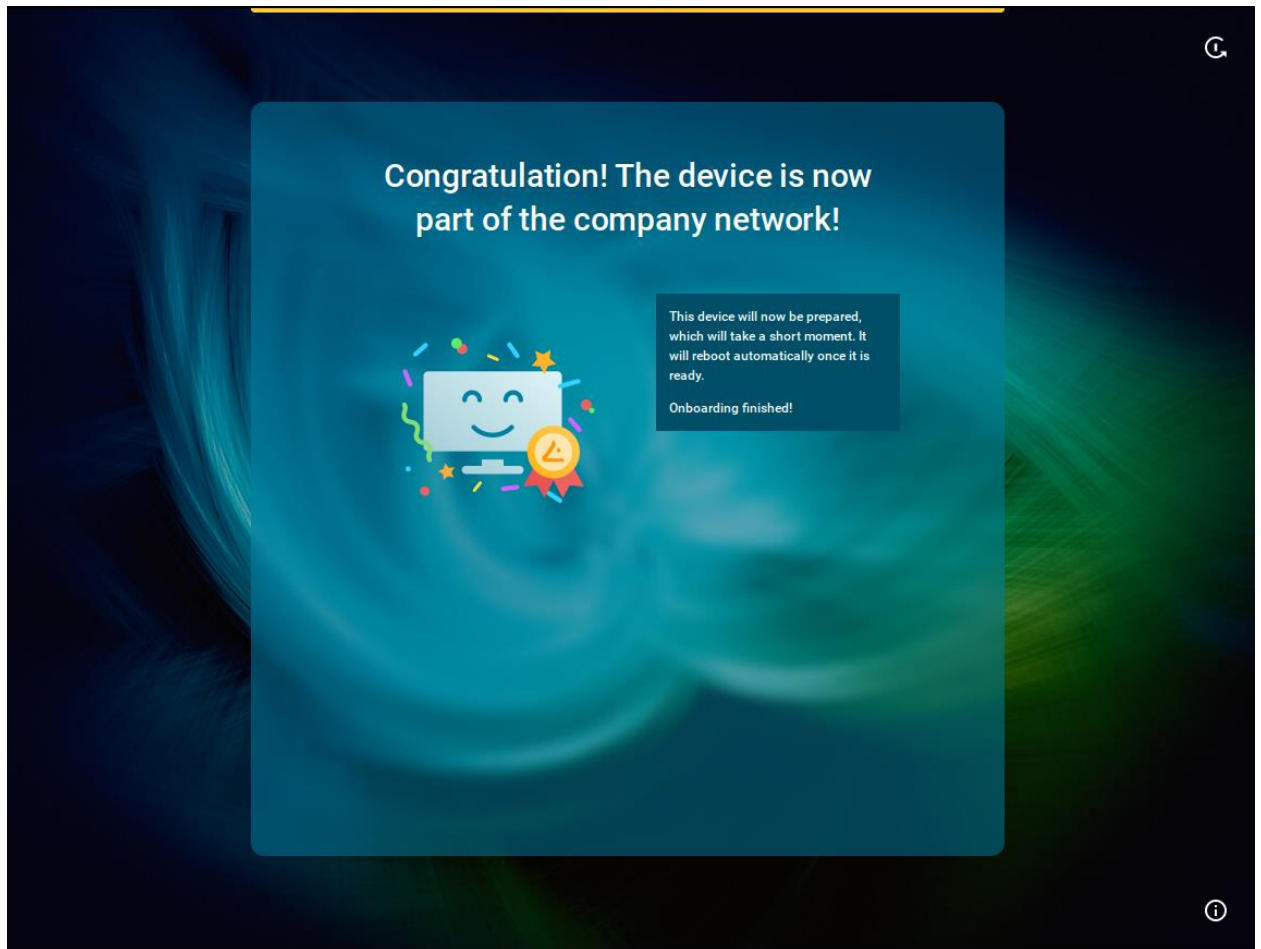 Congratulation! The device is now
part of the company network!
This device will now be prepared,
which will take a short moment. It
will reboot automatically once it is
ready.
Onboarding finished!